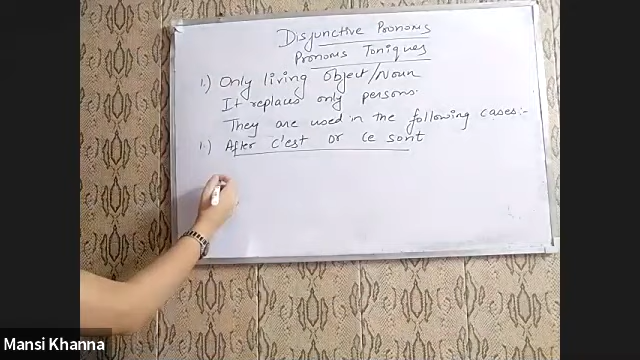 Disjunctive Pronoms
Pronoms Toniques
1.) Only living Object/Noun
It replaces only persons.
They are used in the following cases:-
1.) After c'est or ce sont
Mansi Khanna